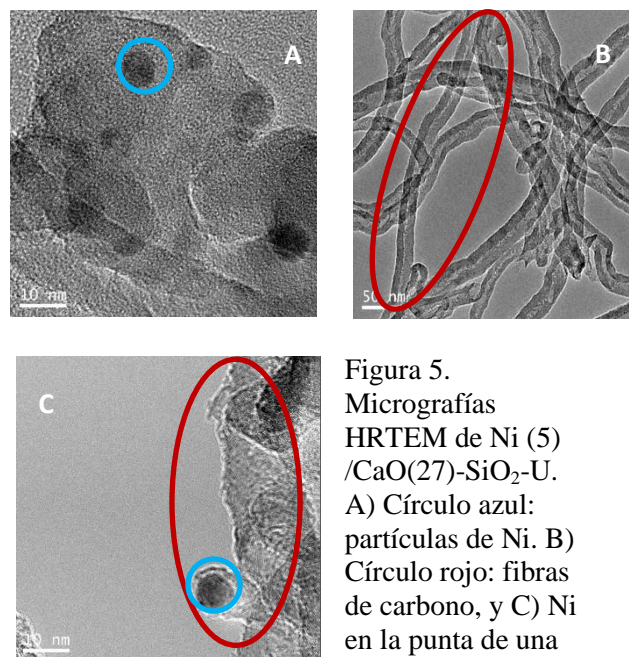 A
10 nm
B
50 nm
C
10 nm
Figura 5.
Micrografías
HRTEM de Ni (5)
/CaO(27)-SiO₂-U.
A) Círculo azul:
partículas de Ni. B)
Círculo rojo: fibras
de carbono, y C) Ni
en la punta de una